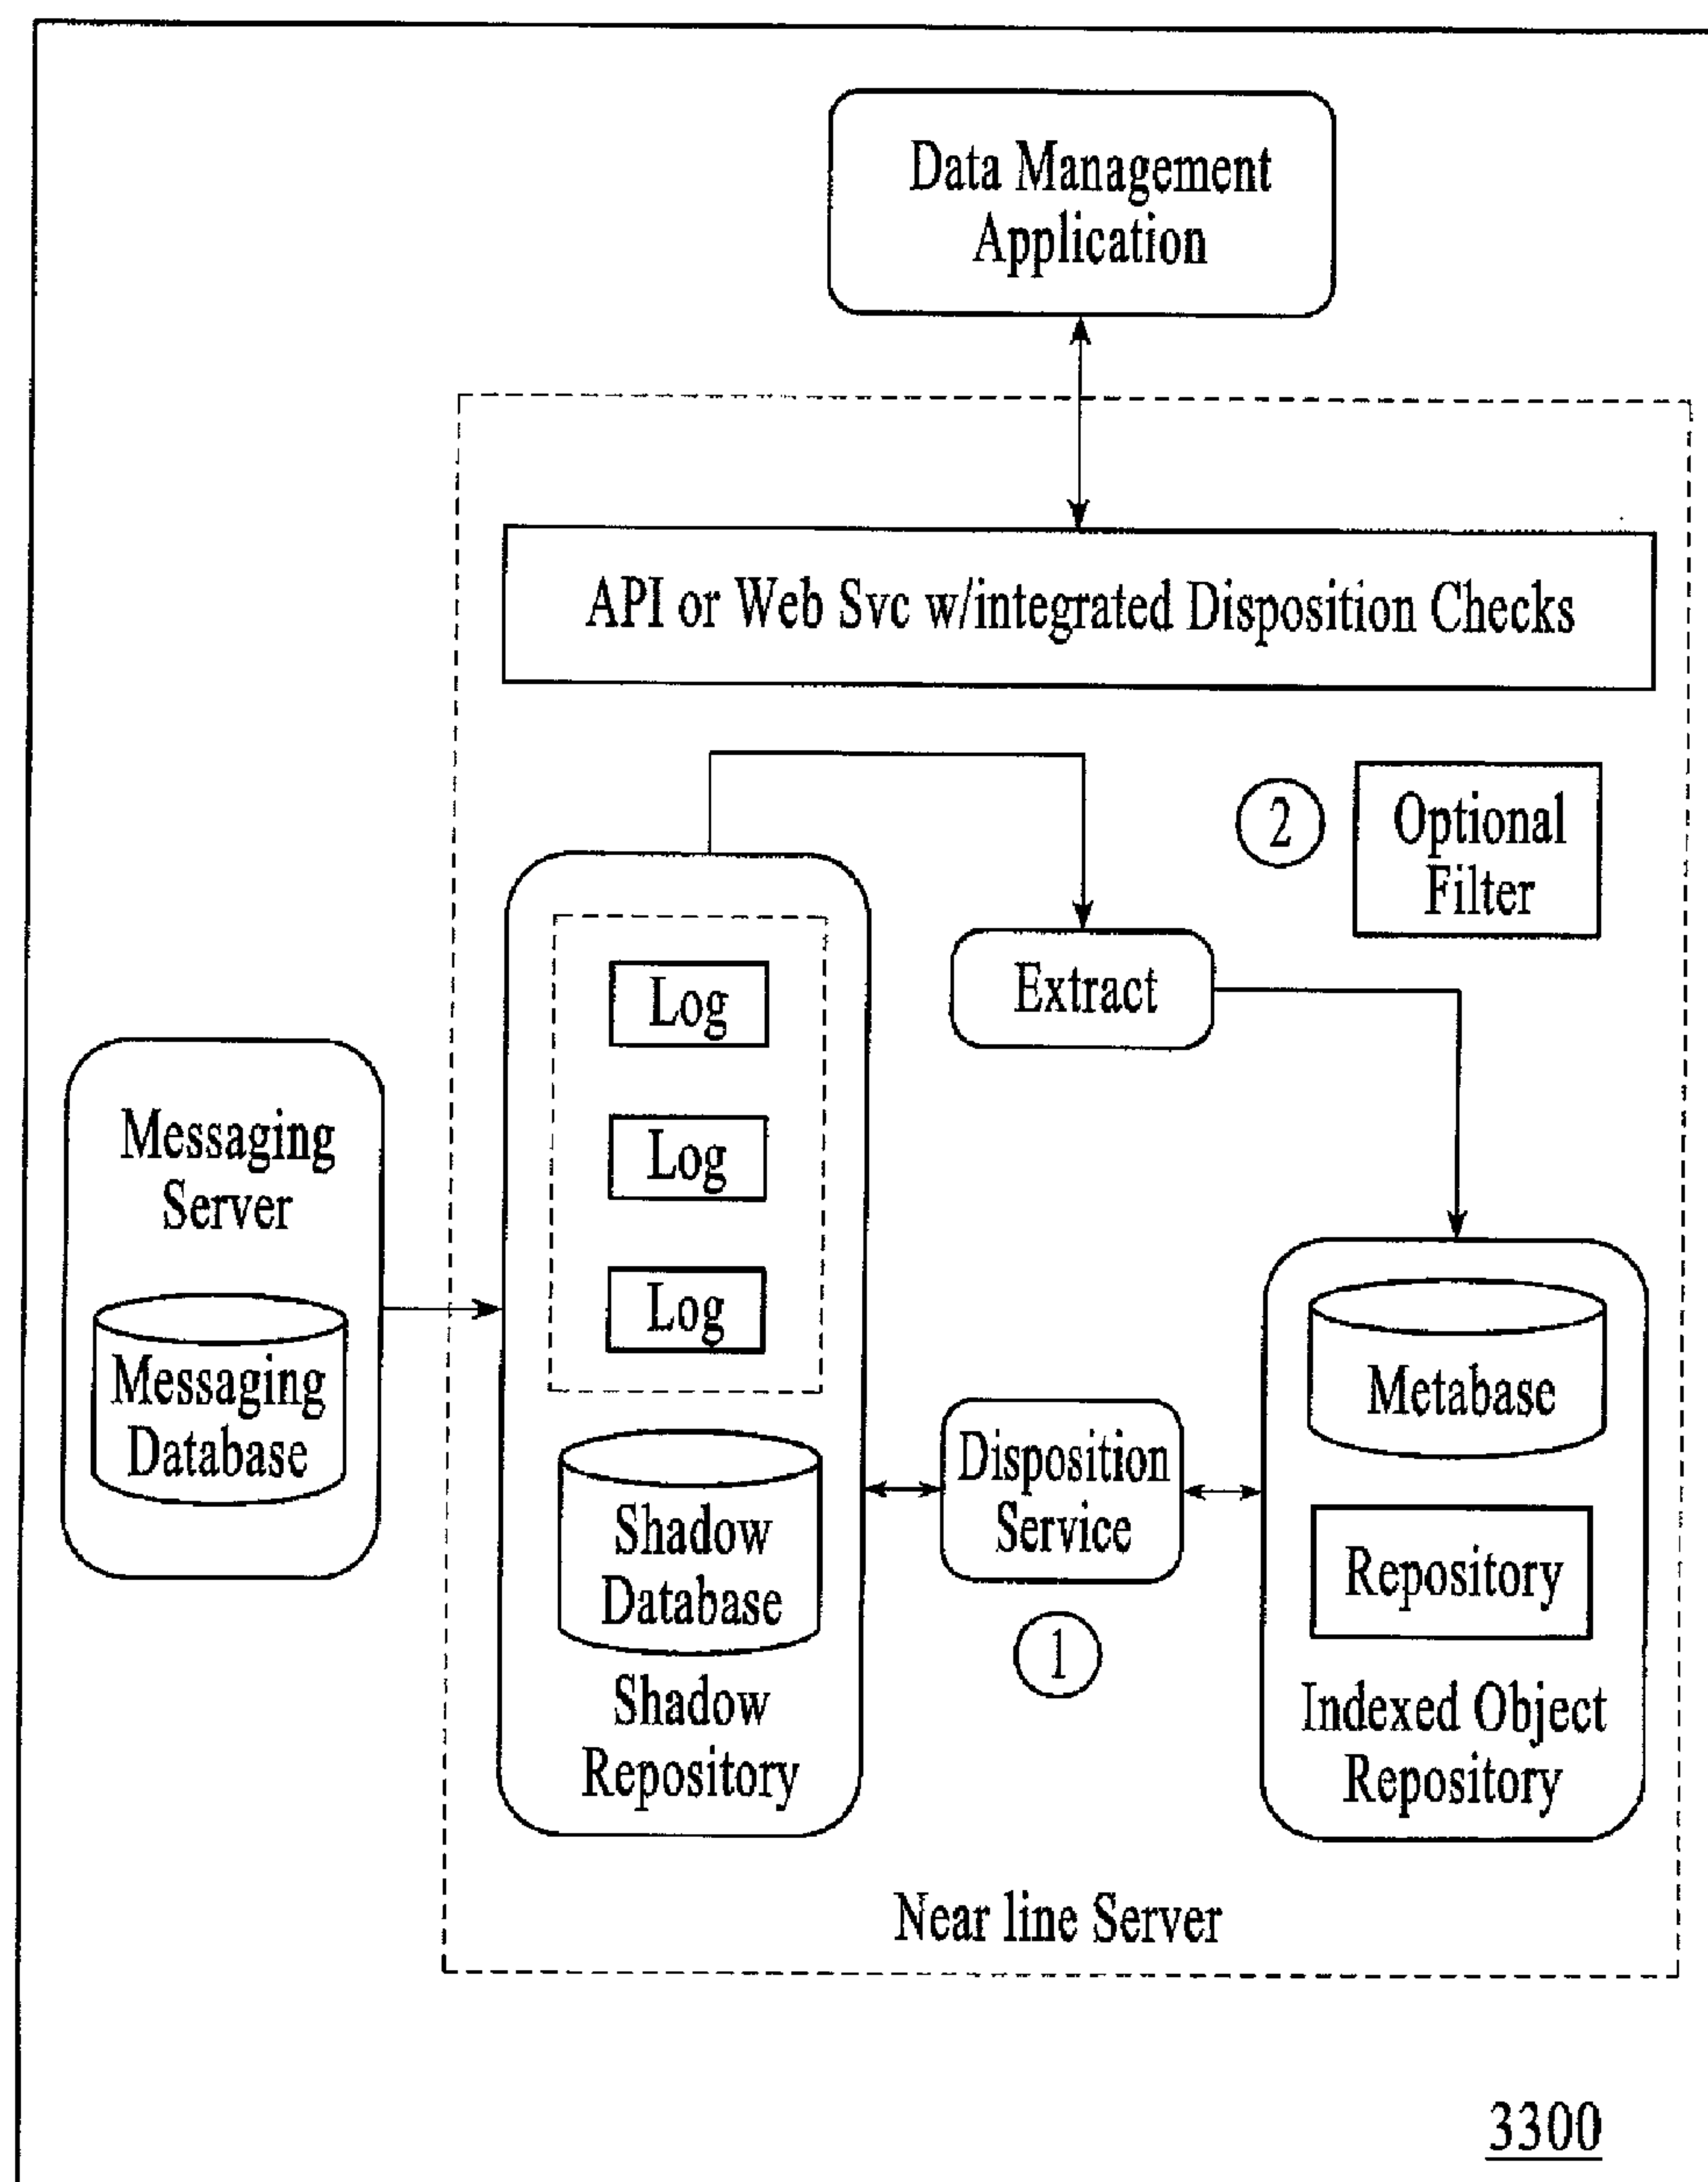 Data Management
Application
API or Web Svc w/integrated Disposition Checks
2
Optional
Filter
Extract
Log
Log
Log
Messaging
Server
Messaging
Database
Shadow
Database
Shadow
Repository
Disposition
Service
1
Metabase
Repository
Indexed Object
Repository
Near line Server
3300